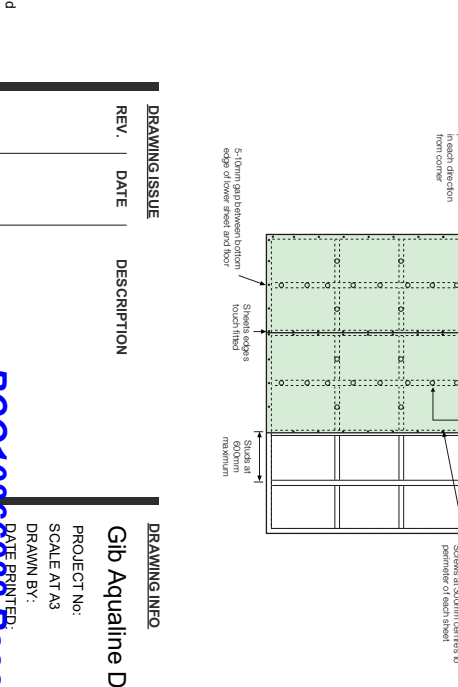 in each direction
from corner
5-10mm gap between bottom
edge of lower sheet and floor
Sheets edges
touch fitted
Studs at
600mm
maximum
Screws at 300mm centres to
perimeter of each sheet
DRAWING ISSUE
REV. DATE DESCRIPTION
DRAWING INFO
Gib Aqualine D
PROJECT No:
SCALE AT A3
DRAWN BY:
DATE PRINTED: